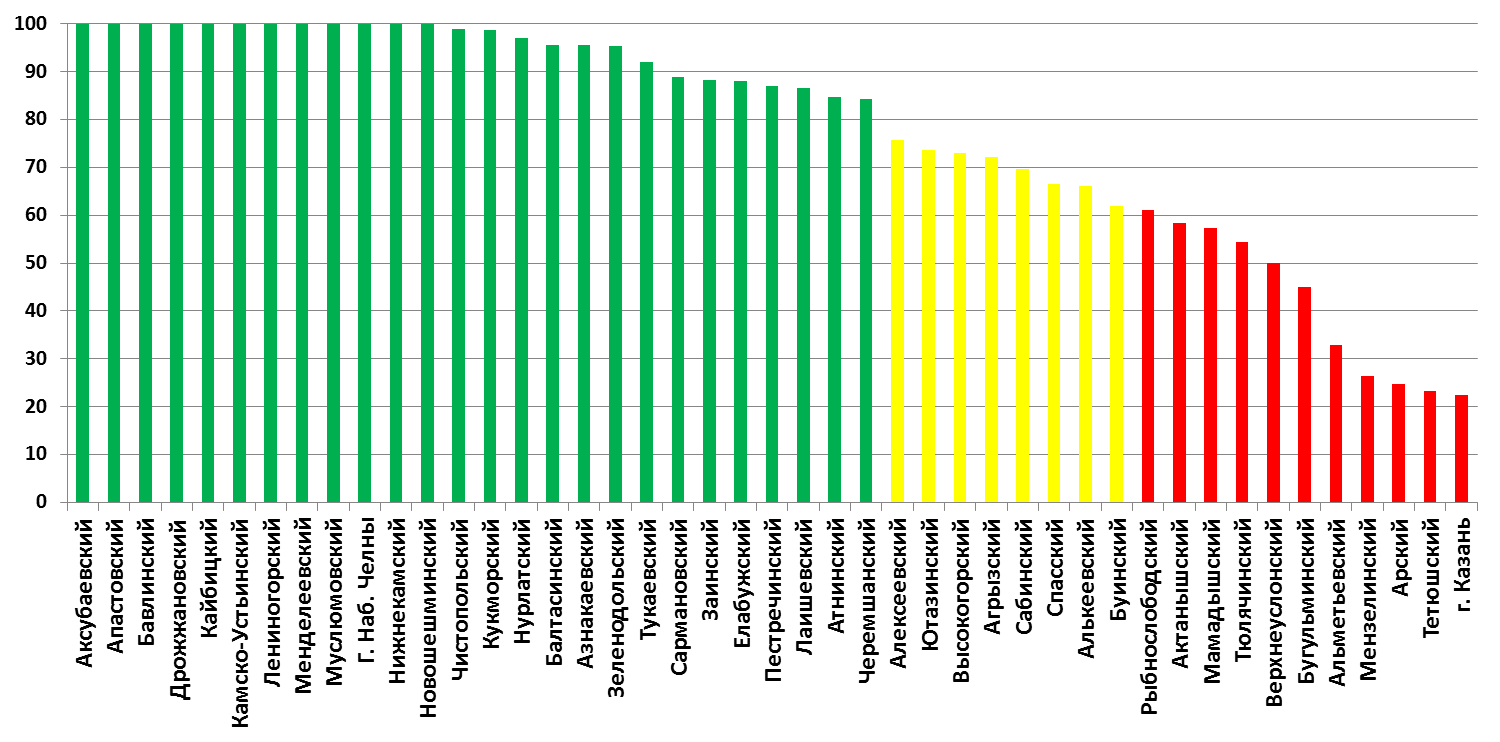 100
90
80
70
60
50
40
30
20
10
0
Аксубаевский
Апастовский
Бавлинский
Дрожжановский
Кайбицкий
Камско-Устьинский
Лениногорский
Менделеевский
Муслюмовский
Г. Наб. Челны
Нижнекамский
Новошешминский
Чистопольский
Кукморский
Нурлатский
Балтасинский
Азнакаевский
Зеленодольский
Тукаевский
Сармановский
Заинский
Елабужский
Пестречинский
Лаишевский
Атнинский
Черемшанский
Алексеевский
Ютазинский
Высокогорский
Агрызский
Сабинский
Спасский
Алькеевский
Буинский
Рыбнослободский
Актанышский
Мамадышский
Тюлячинский
Верхнеуслонский
Бугульминский
Альметьевский
Мензелинский
Арский
Тетюшский
г. Казань